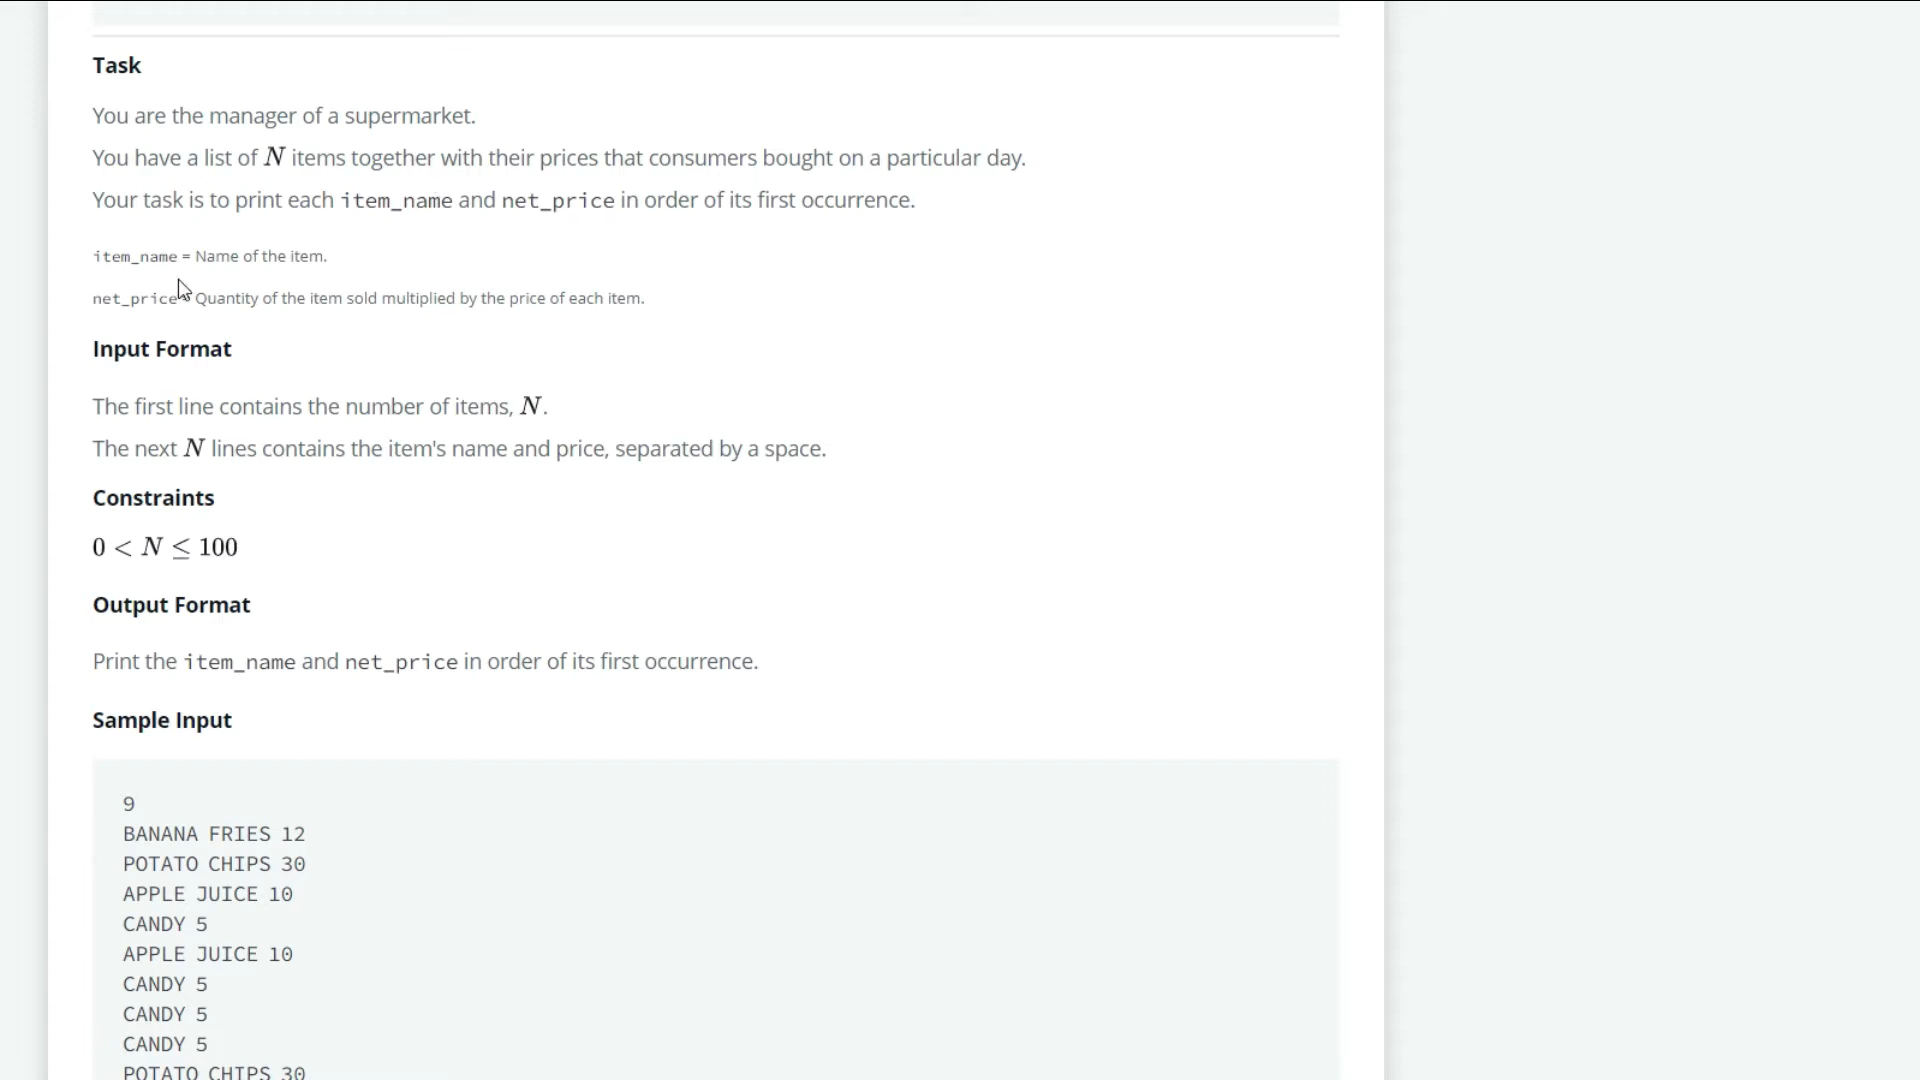 Task
You are the manager of a supermarket.
You have a list of N items together with their prices that consumers bought on a particular day.
Your task is to print each item_name and net_price in order of its first occurrence.
item_name = Name of the item.
net_price Quantity of the item sold multiplied by the price of each item.
Input Format
The first line contains the number of items, N.
The next N lines contains the item's name and price, separated by a space.
Constraints
0 < N ≤ 100
Output Format
Print the item_name and net_price in order of its first occurrence.
Sample Input
9
BANANA FRIES 12
POTATO CHIPS 30
APPLE JUICE 10
CANDY 5
APPLE JUICE 10
CANDY 5
CANDY 5
CANDY 5
POTATO CHIPS 30